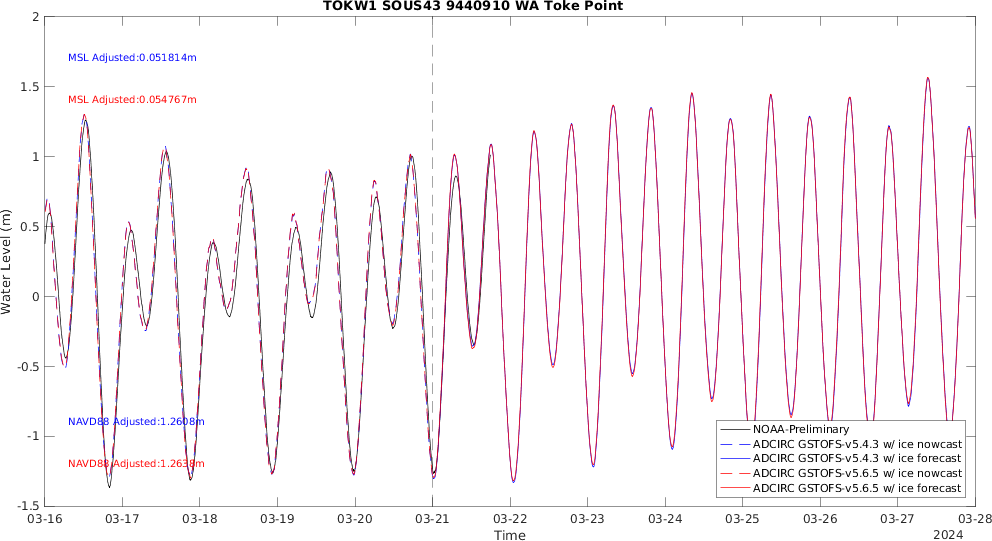 TOKW1 SOUS43 9440910 WA Toke Point
2
1.5
1
0.5
0
-0.5
-1
-1.5
Water Level (m)
MSL Adjusted:0.051814m
MSL Adjusted:0.054767m
NAVD88 Adjusted:1.2608m
NAVD88 Adjusted:1.2638m
NOAA-Preliminary
ADCIRC GSTOFS-v5.4.3 w/ ice nowcast
ADCIRC GSTOFS-v5.4.3 w/ ice forecast
ADCIRC GSTOFS-v5.6.5 w/ ice nowcast
ADCIRC GSTOFS-v5.6.5 w/ ice forecast
03-16 03-17 03-18 03-19 03-20 03-21 03-22 03-23 03-24 03-25 03-26 03-27 03-28
Time
2024